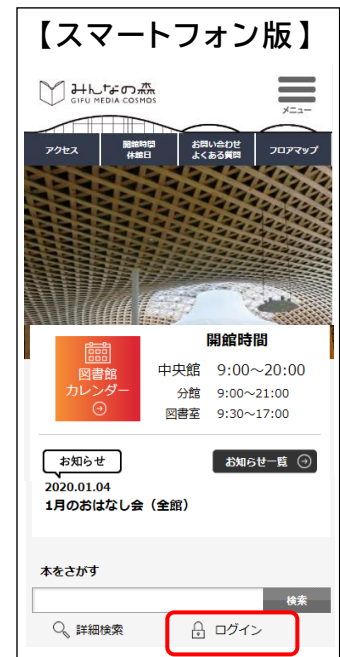 【スマートフォン版】
みんなの森
GIFU MEDIA COSMOS
メニュー
アクセス
開館時間
休館日
お問い合わせ
よくある質問
フロアマップ
図書館
カレンダー
開館時間
中央館 9:00～20:00
分館 9:00～21:00
図書室 9:30～17:00
お知らせ
お知らせ一覧
2020.01.04
1月のおはなし会（全館）
本をさがす
検索
詳細検索
ログイン